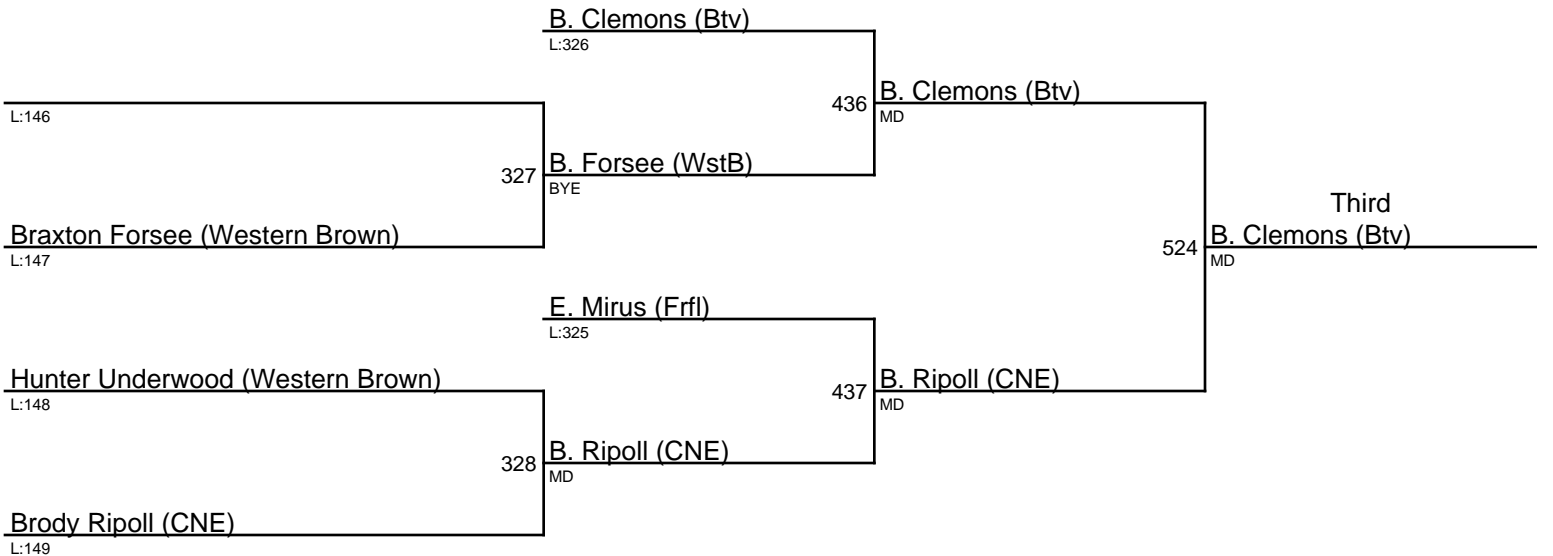 B. Clemons (Btv)
L:326
L:146
436
B. Clemons (Btv)
MD
327
B. Forsee (WstB)
BYE
Braxton Forsee (Western Brown)
L:147
Third
524
B. Clemons (Btv)
MD
E. Mirus (Frfl)
L:325
Hunter Underwood (Western Brown)
L:148
437
B. Ripoll (CNE)
MD
328
B. Ripoll (CNE)
MD
Brody Ripoll (CNE)
L:149